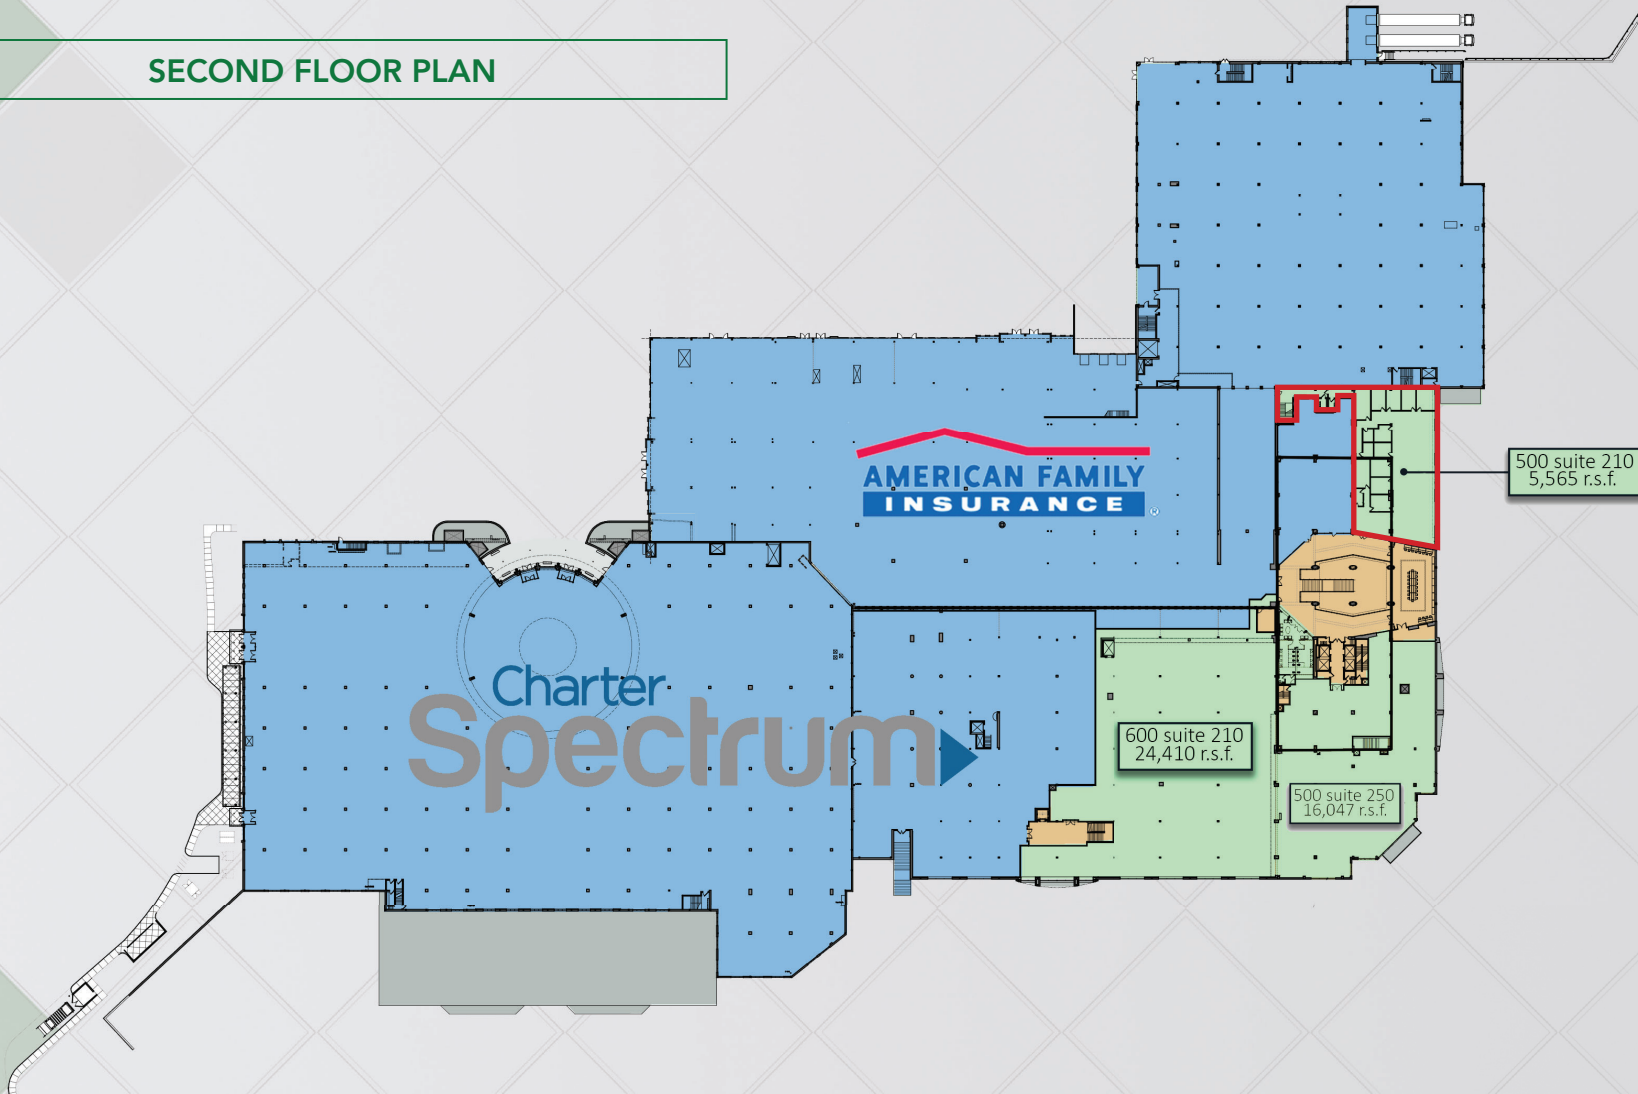 SECOND FLOOR PLAN
AMERICAN FAMILY
INSURANCE
®
500 suite 210
5,565 r.s.f.
Charter
Spectrum
600 suite 210
24,410 r.s.f.
500 suite 250
16,047 r.s.f.